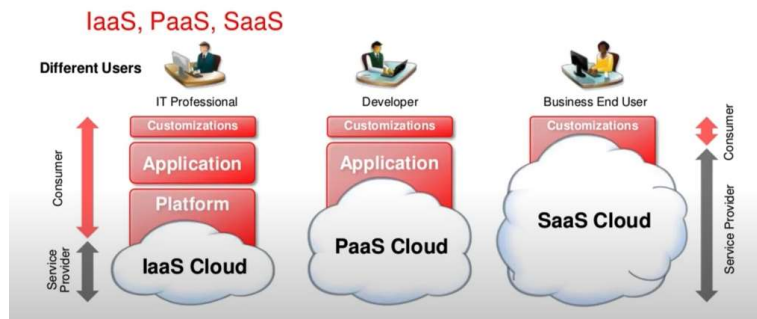 IaaS, PaaS, SaaS
Different Users
IT Professional
Developer
Business End User
Consumer
Service Provider
Customizations
Application
Platform
IaaS Cloud
Customizations
Application
PaaS Cloud
Customizations
SaaS Cloud
Consumer
Service Provider